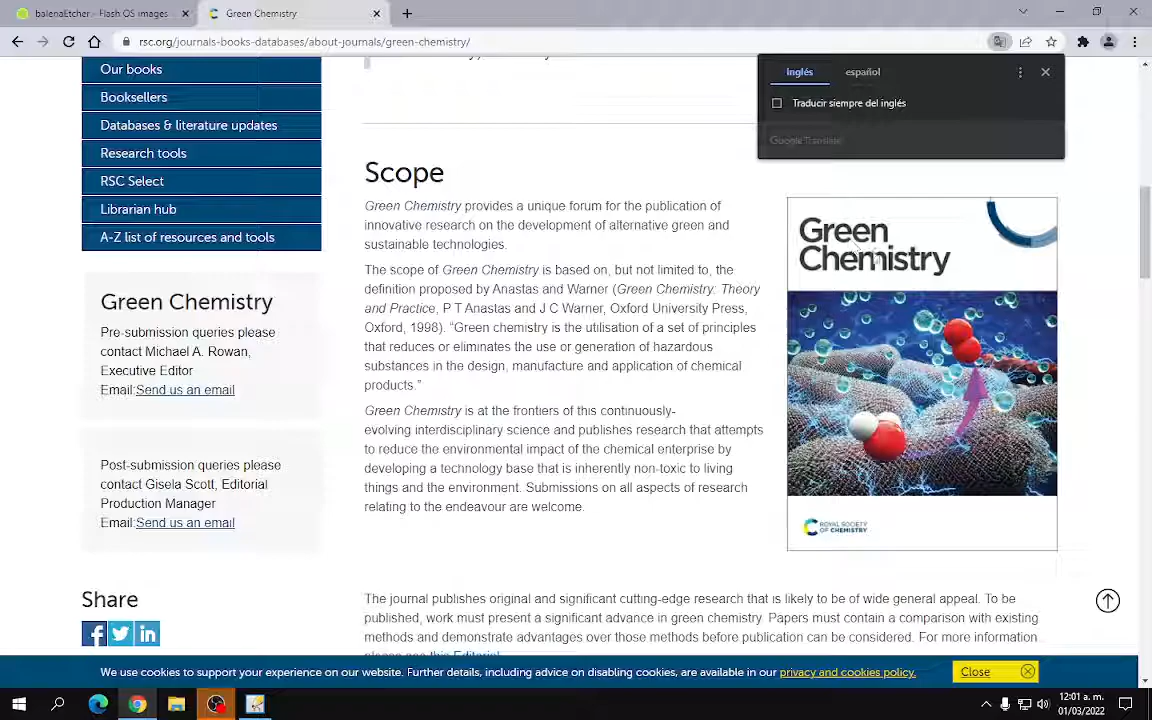 balenaEtcher - Flash OS images
Green Chemistry
rsc.org/journals-books-databases/about-journals/green-chemistry/
inglés español
Traducir siempre del inglés
Google Translate
Our books
Booksellers
Databases & literature updates
Research tools
RSC Select
Librarian hub
A-Z list of resources and tools
Green Chemistry
Pre-submission queries please
contact Michael A. Rowan,
Executive Editor
Email:Send us an email
Post-submission queries please
contact Gisela Scott, Editorial
Production Manager
Email:Send us an email
Share
Scope
Green Chemistry provides a unique forum for the publication of
innovative research on the development of alternative green and
sustainable technologies.
The scope of Green Chemistry is based on, but not limited to, the
definition proposed by Anastas and Warner (Green Chemistry: Theory
and Practice, P T Anastas and J C Warner, Oxford University Press,
Oxford, 1998). “Green chemistry is the utilisation of a set of principles
that reduces or eliminates the use or generation of hazardous
substances in the design, manufacture and application of chemical
products.”
Green Chemistry is at the frontiers of this continuously-
evolving interdisciplinary science and publishes research that attempts
to reduce the environmental impact of the chemical enterprise by
developing a technology base that is inherently non-toxic to living
things and the environment. Submissions on all aspects of research
relating to the endeavour are welcome.
Green
Chemistry
ROYAL SOCIETY
OF CHEMISTRY
The journal publishes original and significant cutting-edge research that is likely to be of wide general appeal. To be
published, work must present a significant advance in green chemistry. Papers must contain a comparison with existing
methods and demonstrate advantages over those methods before publication can be considered. For more information
please see this Editorial
We use cookies to support your experience on our website. Further details, including advice on disabling cookies, are available in our privacy and cookies policy.
Close
12:01 a. m.
01/03/2022